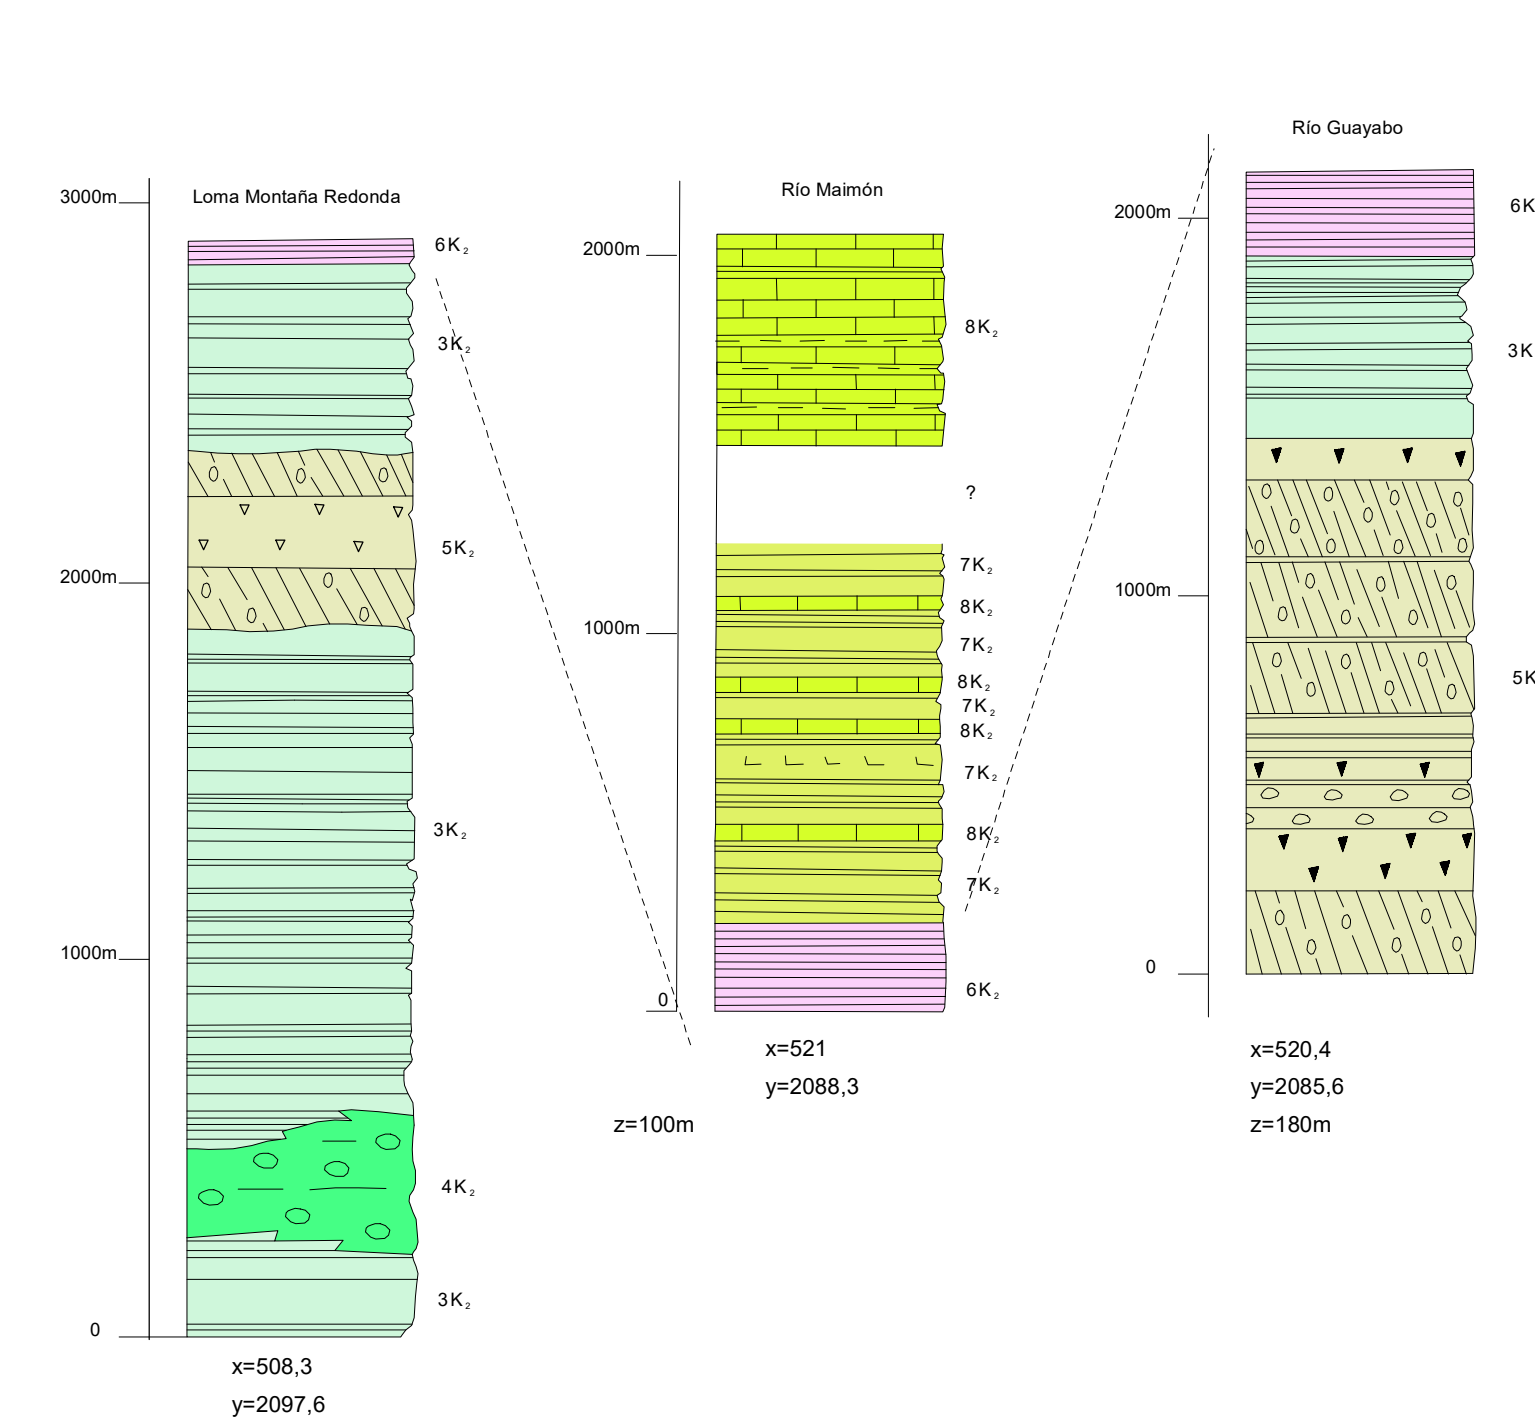 Río Guayabo
Río Maimón
Loma Montaña Redonda
3000m
2000m
1000m
0
6K₂
3K₂
5K₂
3K₂
4K₂
3K₂
x=508,3
y=2097,6
2000m
1000m
0
8K₂
?
7K₂
8K₂
7K₂
8K₂
7K₂
8K₂
7K₂
8K₂
7K₂
6K₂
x=521
y=2088,3
z=100m
2000m
1000m
0
6K
3K
5K
x=520,4
y=2085,6
z=180m